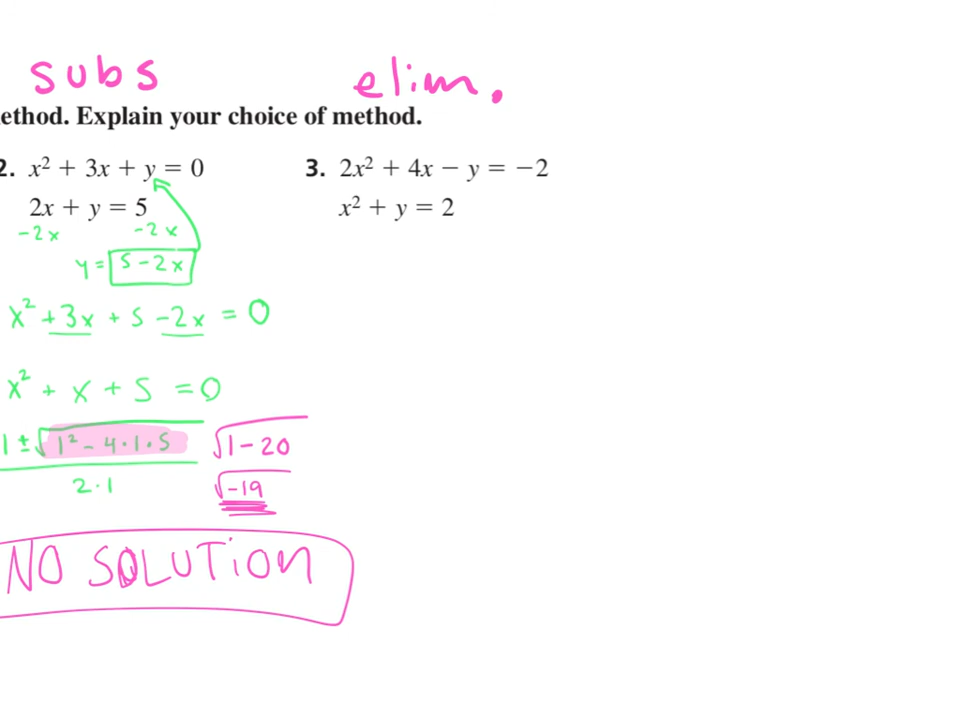 subs elim.
ethod. Explain your choice of method.
2. x² + 3x + y = 0
2x + y = 5
-2x -2x
y = 5-2x
x² +3x + 5 -2x = 0
x² + x + 5 = 0
1 ± √1² - 4·1·5
2·1
√1-20
√-19
NO SOLUTION
3. 2x² + 4x − y = −2
x² + y = 2